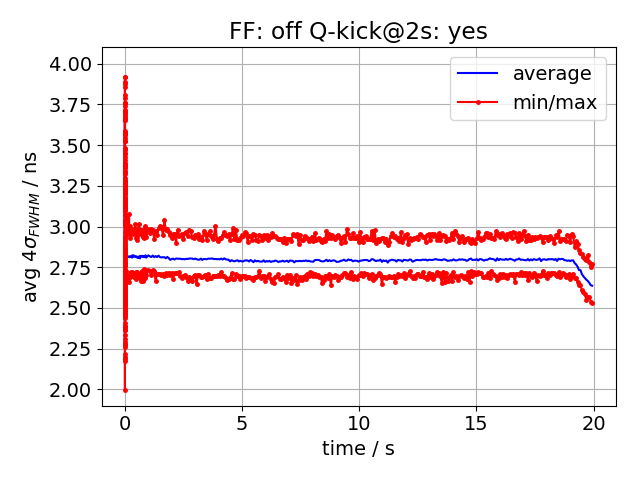 FF: off Q-kick@2s: yes
average
min/max
4.00
3.75
3.50
3.25
3.00
2.75
2.50
2.25
2.00
avg 4σ_FWHM / ns
0
5
10
15
20
time / s